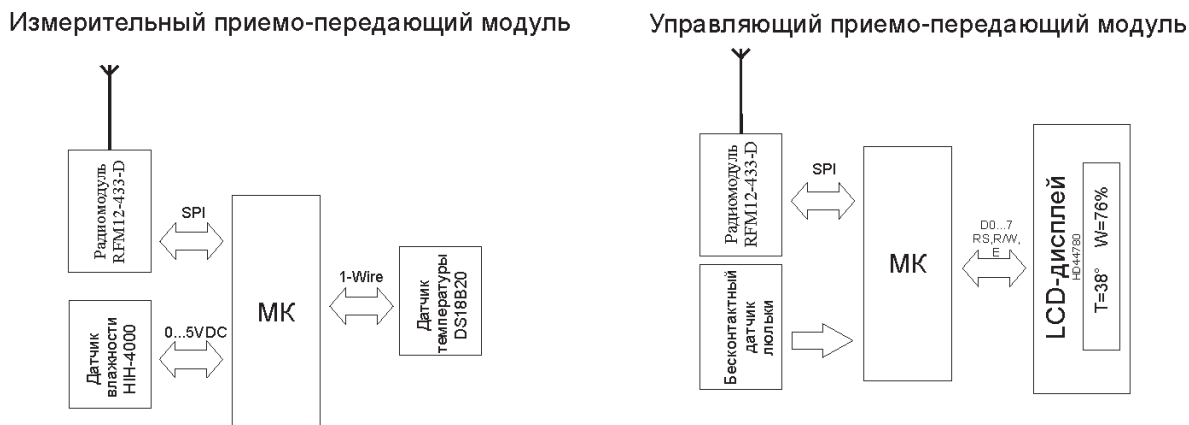 Измерительный приемо-передающий модуль
Радиомодуль
RFM12-433-D
SPI
МК
1-Wire
Датчик
температуры
DS18B20
Датчик
влажности
HIH-4000
0...5VDC
Управляющий приемо-передающий модуль
Радиомодуль
RFM12-433-D
SPI
МК
Бесконтактный
датчик
люльки
D0...7
RS,R/W,
E
LCD-дисплей
HD44780
T=38° W=76%